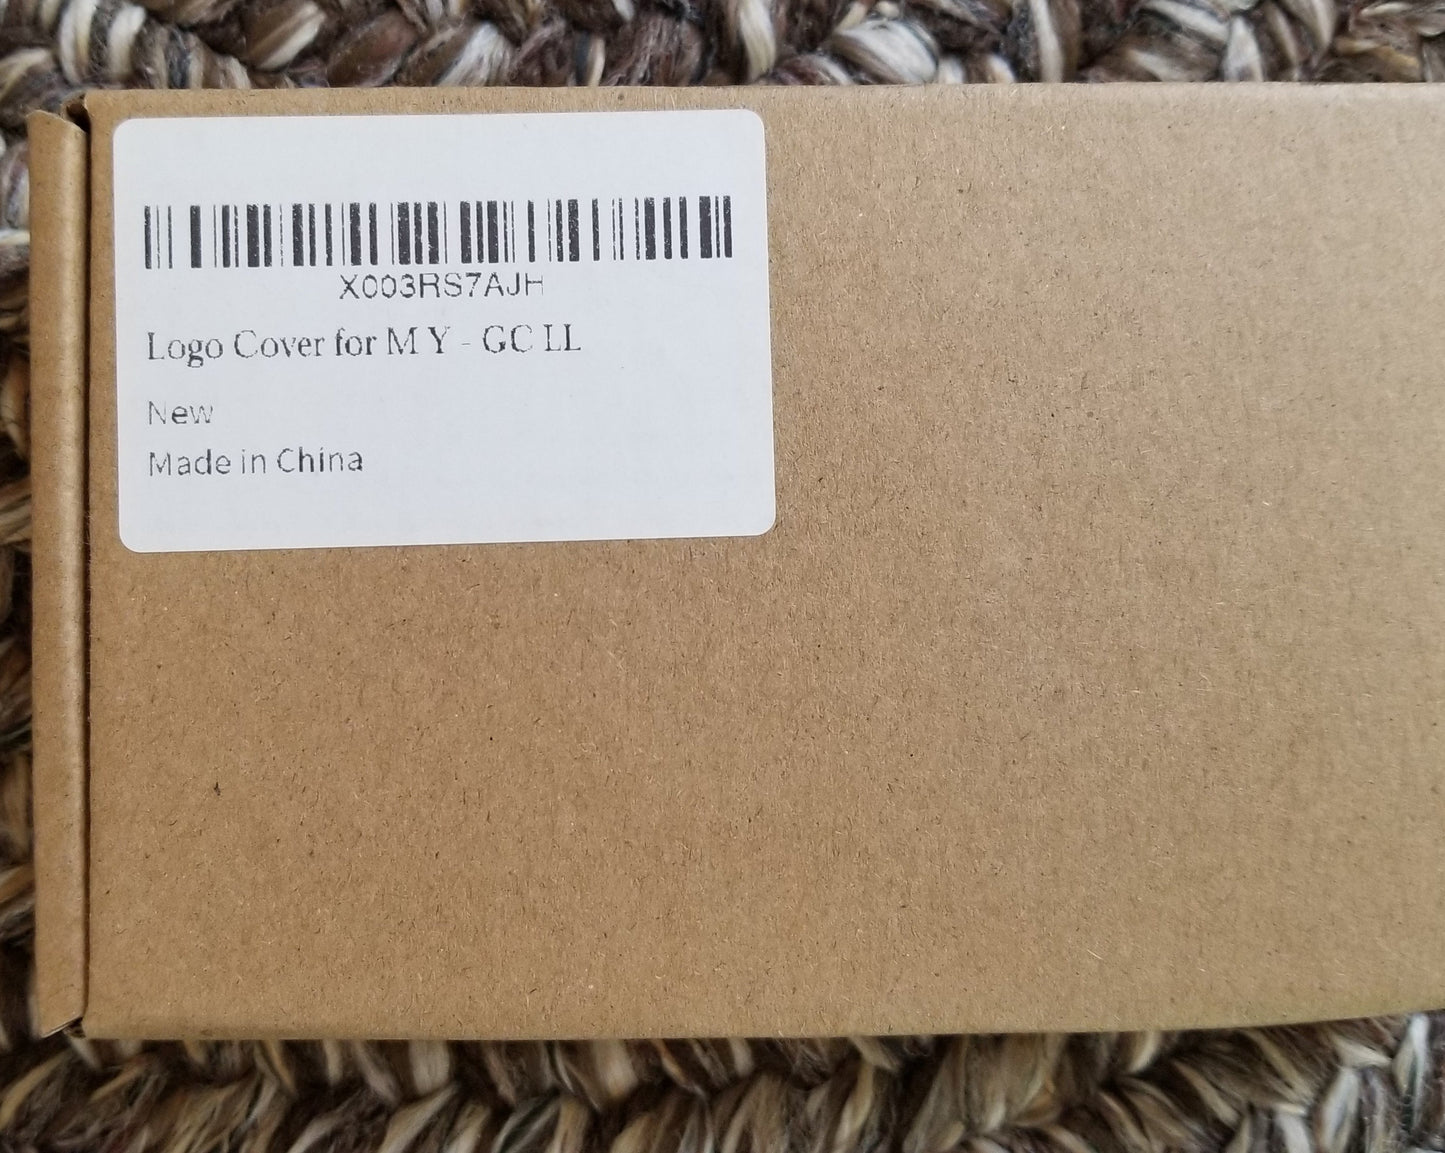 X003RS7AJH
Logo Cover for M Y - GC LL
New
Made in China